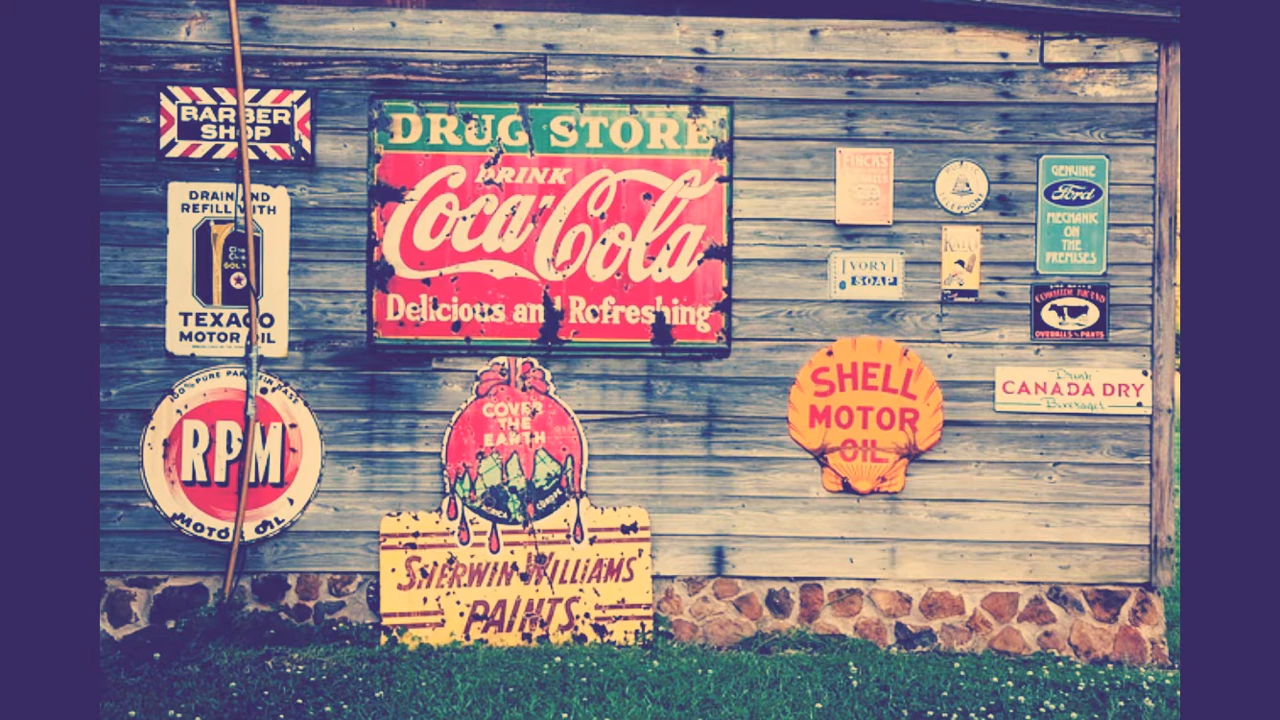 BARBER
SHOP
DRAIN AND
REFILL WITH
TEXACO
MOTOR OIL
RPM
MOTOR OIL
DRUG STORE
DRINK
Coca-Cola
Delicious and Refreshing
COVER
THE
EARTH
SHERWIN-WILLIAMS
PAINTS
FINCK'S
IVORY
SOAP
TELEPHONE
GENUINE
Ford
MECHANIC
ON
THE
PREMISES
OVERALLS
PANTS
SHELL
MOTOR
OIL
Drink
CANADA DRY
Beverages